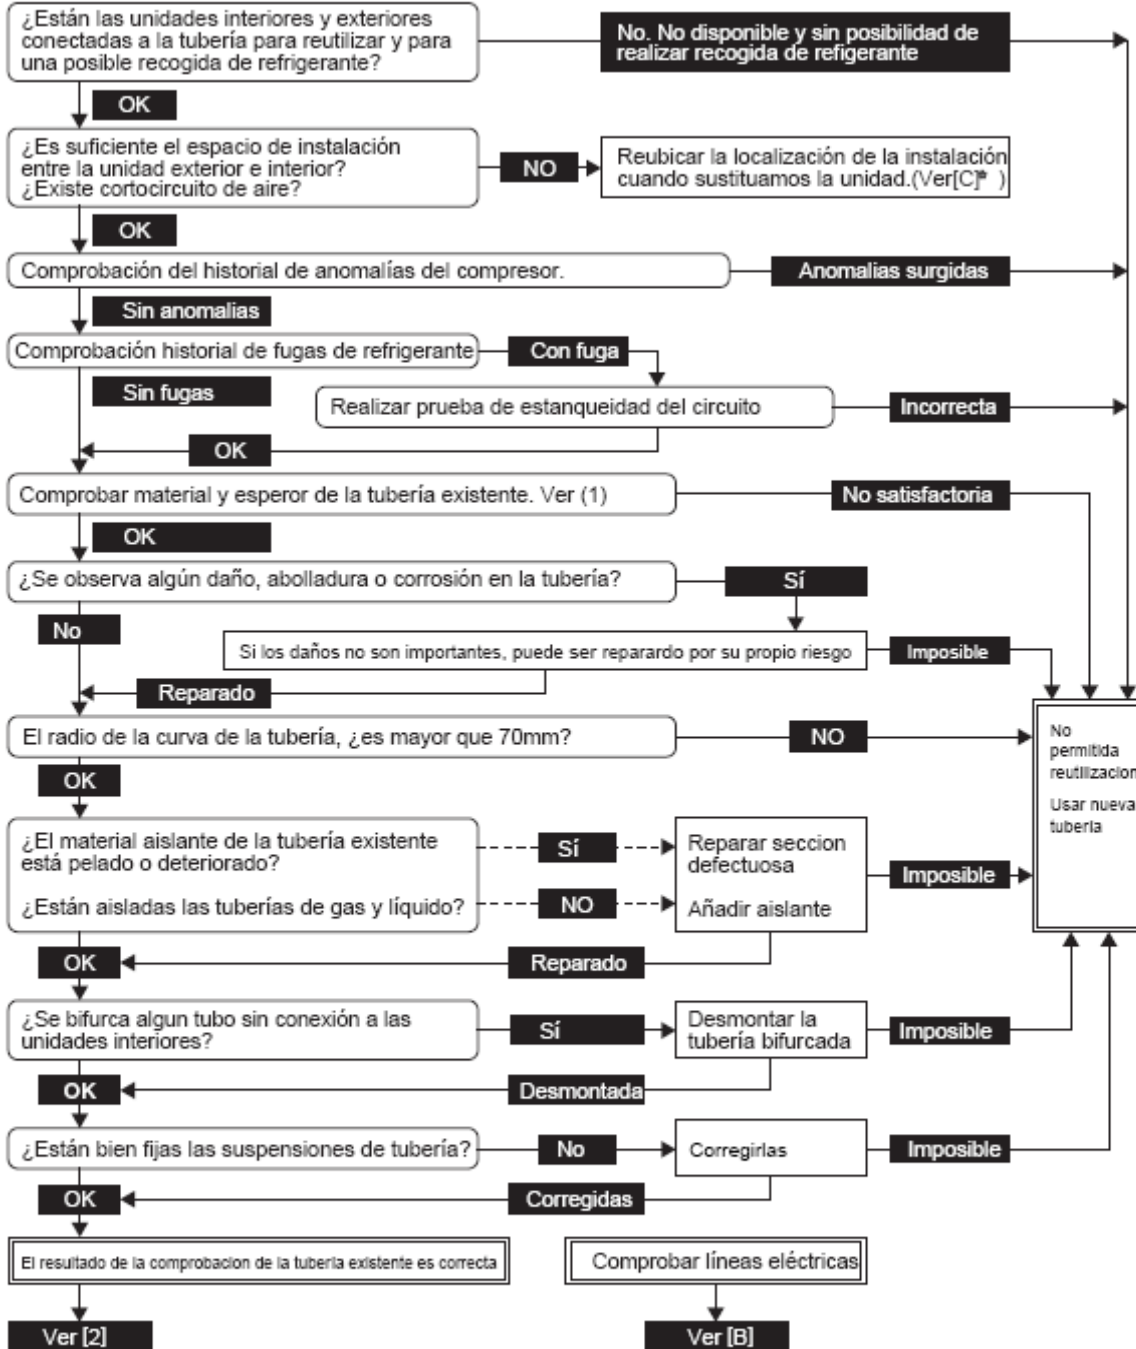 ¿Están las unidades interiores y exteriores
conectadas a la tubería para reutilizar y para
una posible recogida de refrigerante?
No. No disponible y sin posibilidad de
realizar recogida de refigerante
OK
¿Es suficiente el espacio de instalación
entre la unidad exterior e interior?
¿Existe cortocircuito de aire?
NO
Reubicar la localización de la instalación
cuando sustituamos la unidad.(Ver[C]* )
OK
Comprobación del historial de anomalías del compresor.
Anomalias surgidas
Sin anomalias
Comprobación historial de fugas de refrigerante
Con fuga
Sin fugas
Realizar prueba de estanqueidad del circuito
Incorrecta
OK
Comprobar material y esperor de la tubería existente. Ver (1)
No satisfactoria
OK
¿Se observa algún daño, abolladura o corrosión en la tubería?
Sí
No
Si los daños no son importantes, puede ser reparardo por su propio riesgo
Imposible
Reparado
El radio de la curva de la tubería, ¿es mayor que 70mm?
NO
No
permitida
reutilizacion
Usar nueva
tuberia
OK
¿El material aislante de la tubería existente
está pelado o deteriorado?
Sí
Reparar seccion
defectuosa
Imposible
¿Están aisladas las tuberías de gas y líquido?
NO
Añadir aislante
OK
Reparado
¿Se bifurca algun tubo sin conexión a las
unidades interiores?
Sí
Desmontar la
tubería bifurcada
Imposible
OK
Desmontada
¿Están bien fijas las suspensiones de tubería?
No
Corregirlas
Imposible
OK
Corregidas
El resultado de la comprobacion de la tuberia existente es correcta
Comprobar líneas eléctricas
Ver [2]
Ver [B]